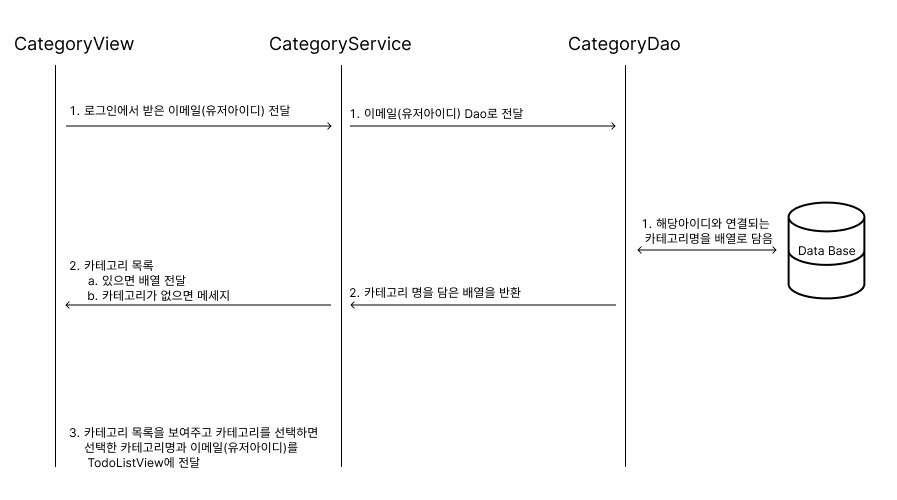 CategoryView
CategoryService
CategoryDao
1. 로그인에서 받은 이메일(유저아이디) 전달
1. 이메일(유저아이디) Dao로 전달
1. 해당아이디와 연결되는
카테고리명을 배열로 담음
Data Base
2. 카테고리 목록
a. 있으면 배열 전달
b. 카테고리가 없으면 메세지
2. 카테고리 명을 담은 배열을 반환
3. 카테고리 목록을 보여주고 카테고리를 선택하면
선택한 카테고리명과 이메일(유저아이디)를
TodoListView에 전달